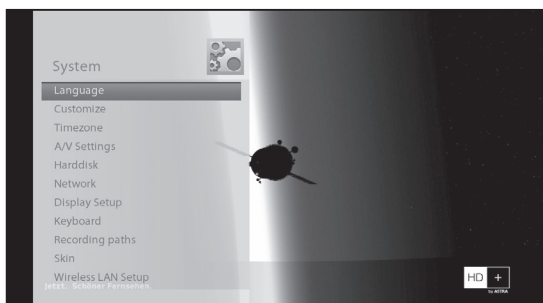 System
Language
Customize
Timezone
A/V Settings
Harddisk
Network
Display Setup
Keyboard
Recording paths
Skin
Wireless LAN Setup
Jetzt. Schöner Fernsehen.
HD +
by ASTRA